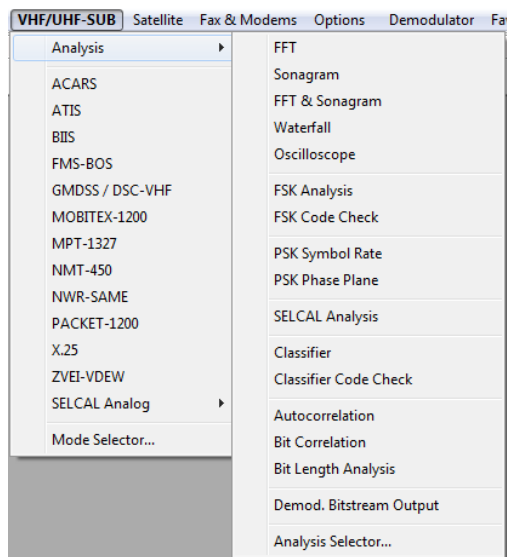 VHF/UHF-SUB Satellite Fax & Modems Options Demodulator
Analysis
ACARS
ATIS
BIIS
FMS-BOS
GMDSS / DSC-VHF
MOBITEX-1200
MPT-1327
NMT-450
NWR-SAME
PACKET-1200
X.25
ZVEI-VDEW
SELCAL Analog
Mode Selector...
FFT
Sonagram
FFT & Sonagram
Waterfall
Oscilloscope
FSK Analysis
FSK Code Check
PSK Symbol Rate
PSK Phase Plane
SELCAL Analysis
Classifier
Classifier Code Check
Autocorrelation
Bit Correlation
Bit Length Analysis
Demod. Bitstream Output
Analysis Selector...